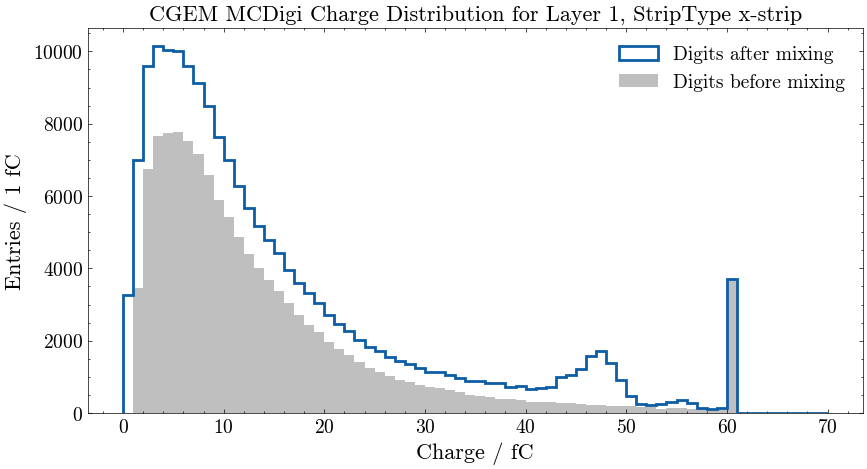 CGEM MCDigi Charge Distribution for Layer 1, StripType x-strip
Digits after mixing
Digits before mixing
Entries / 1 fC
10000
8000
6000
4000
2000
0
0 10 20 30 40 50 60 70
Charge / fC